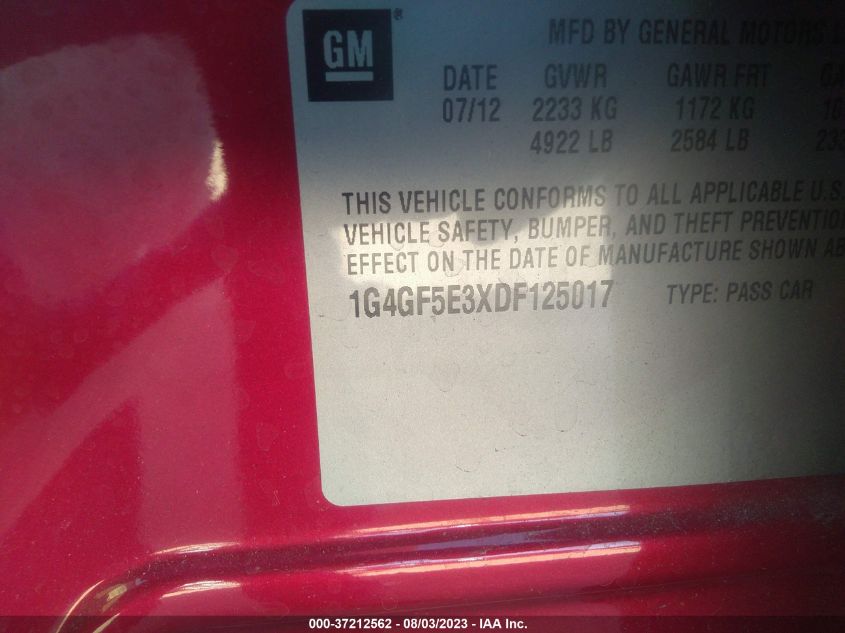 GM®
MFD BY GENERAL MOTORS
DATE GVWR GAWR FRT
07/12 2233 KG 1172 KG
4922 LB 2584 LB
THIS VEHICLE CONFORMS TO ALL APPLICABLE U.S.
VEHICLE SAFETY, BUMPER, AND THEFT PREVENTION
EFFECT ON THE DATE OF MANUFACTURE SHOWN AB
1G4GF5E3XDF125017 TYPE: PASS CAR
000-37212562 - 08/03/2023 - IAA Inc.